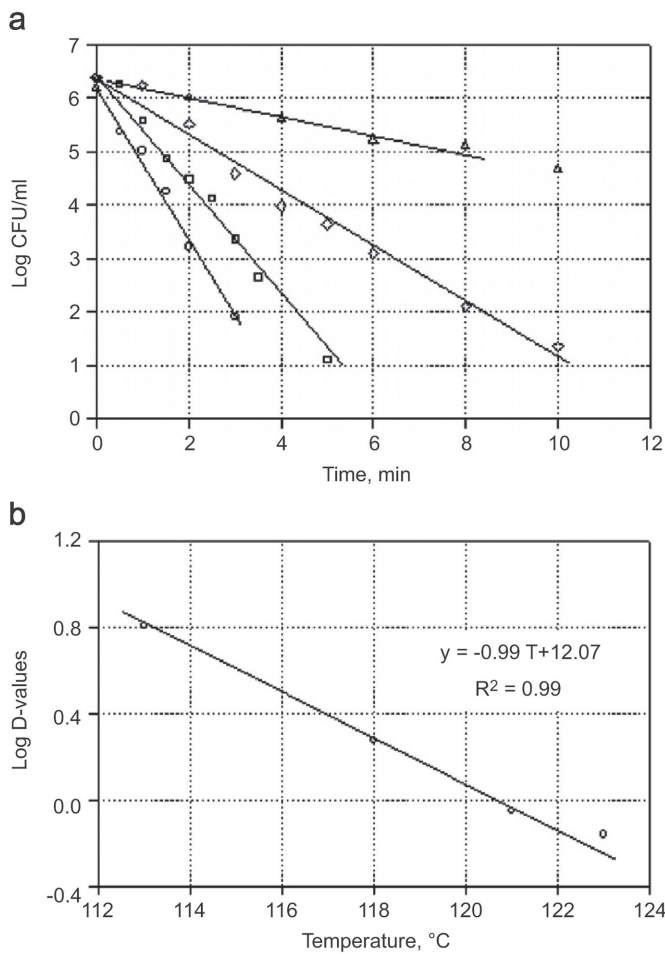 a
7
6
5
4
3
2
1
0
Log CFU/ml
0 2 4 6 8 10 12
Time, min
b
1.2
0.8
0.4
0.0
-0.4
Log D-values
y = -0.99 T+12.07
R² = 0.99
112 114 116 118 120 122 124
Temperature, °C